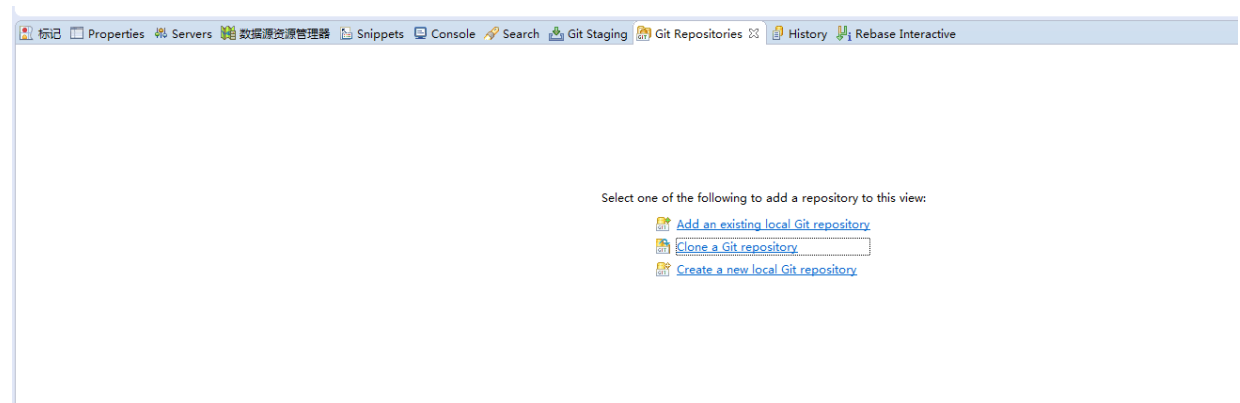 标记 Properties Servers 数据源资源管理器 Snippets Console Search Git Staging Git Repositories History Rebase Interactive
Select one of the following to add a repository to this view:
Add an existing local Git repository
Clone a Git repository
Create a new local Git repository